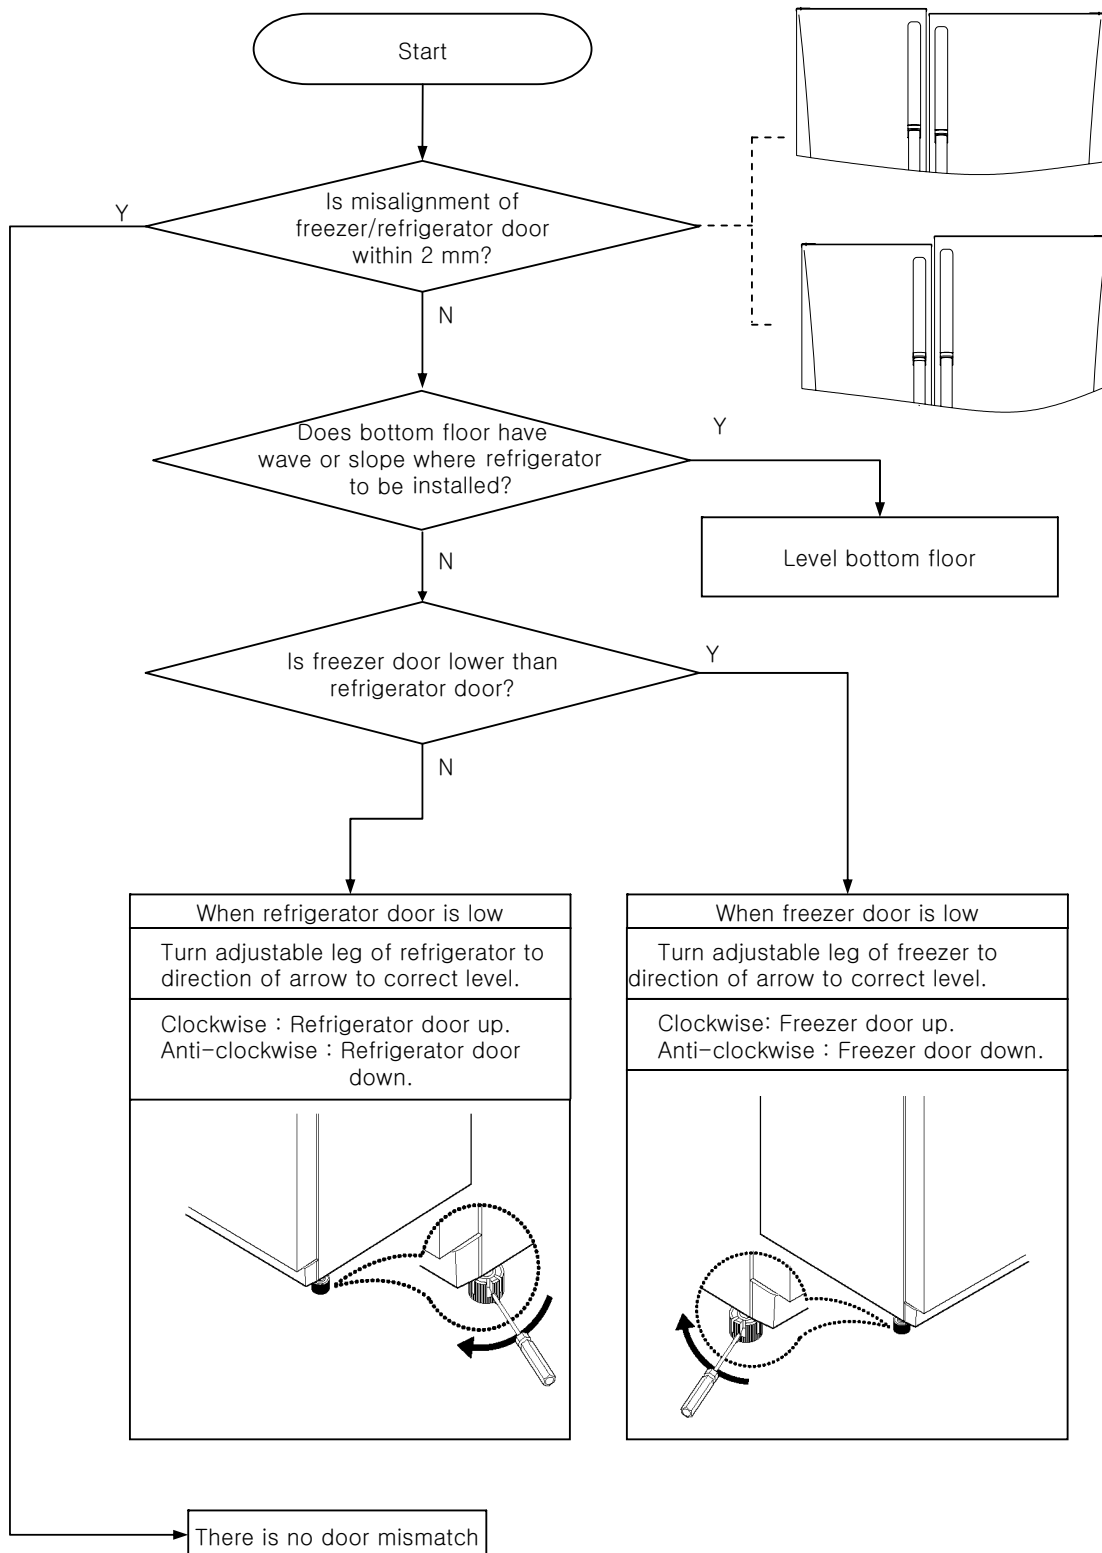 Start
Is misalignment of
freezer/refrigerator door
within 2 mm?
Y
N
Does bottom floor have
wave or slope where refrigerator
to be installed?
Y
Level bottom floor
N
Is freezer door lower than
refrigerator door?
Y
N
When refrigerator door is low
Turn adjustable leg of refrigerator to
direction of arrow to correct level.
Clockwise : Refrigerator door up.
Anti-clockwise : Refrigerator door
down.
When freezer door is low
Turn adjustable leg of freezer to
direction of arrow to correct level.
Clockwise: Freezer door up.
Anti-clockwise : Freezer door down.
There is no door mismatch